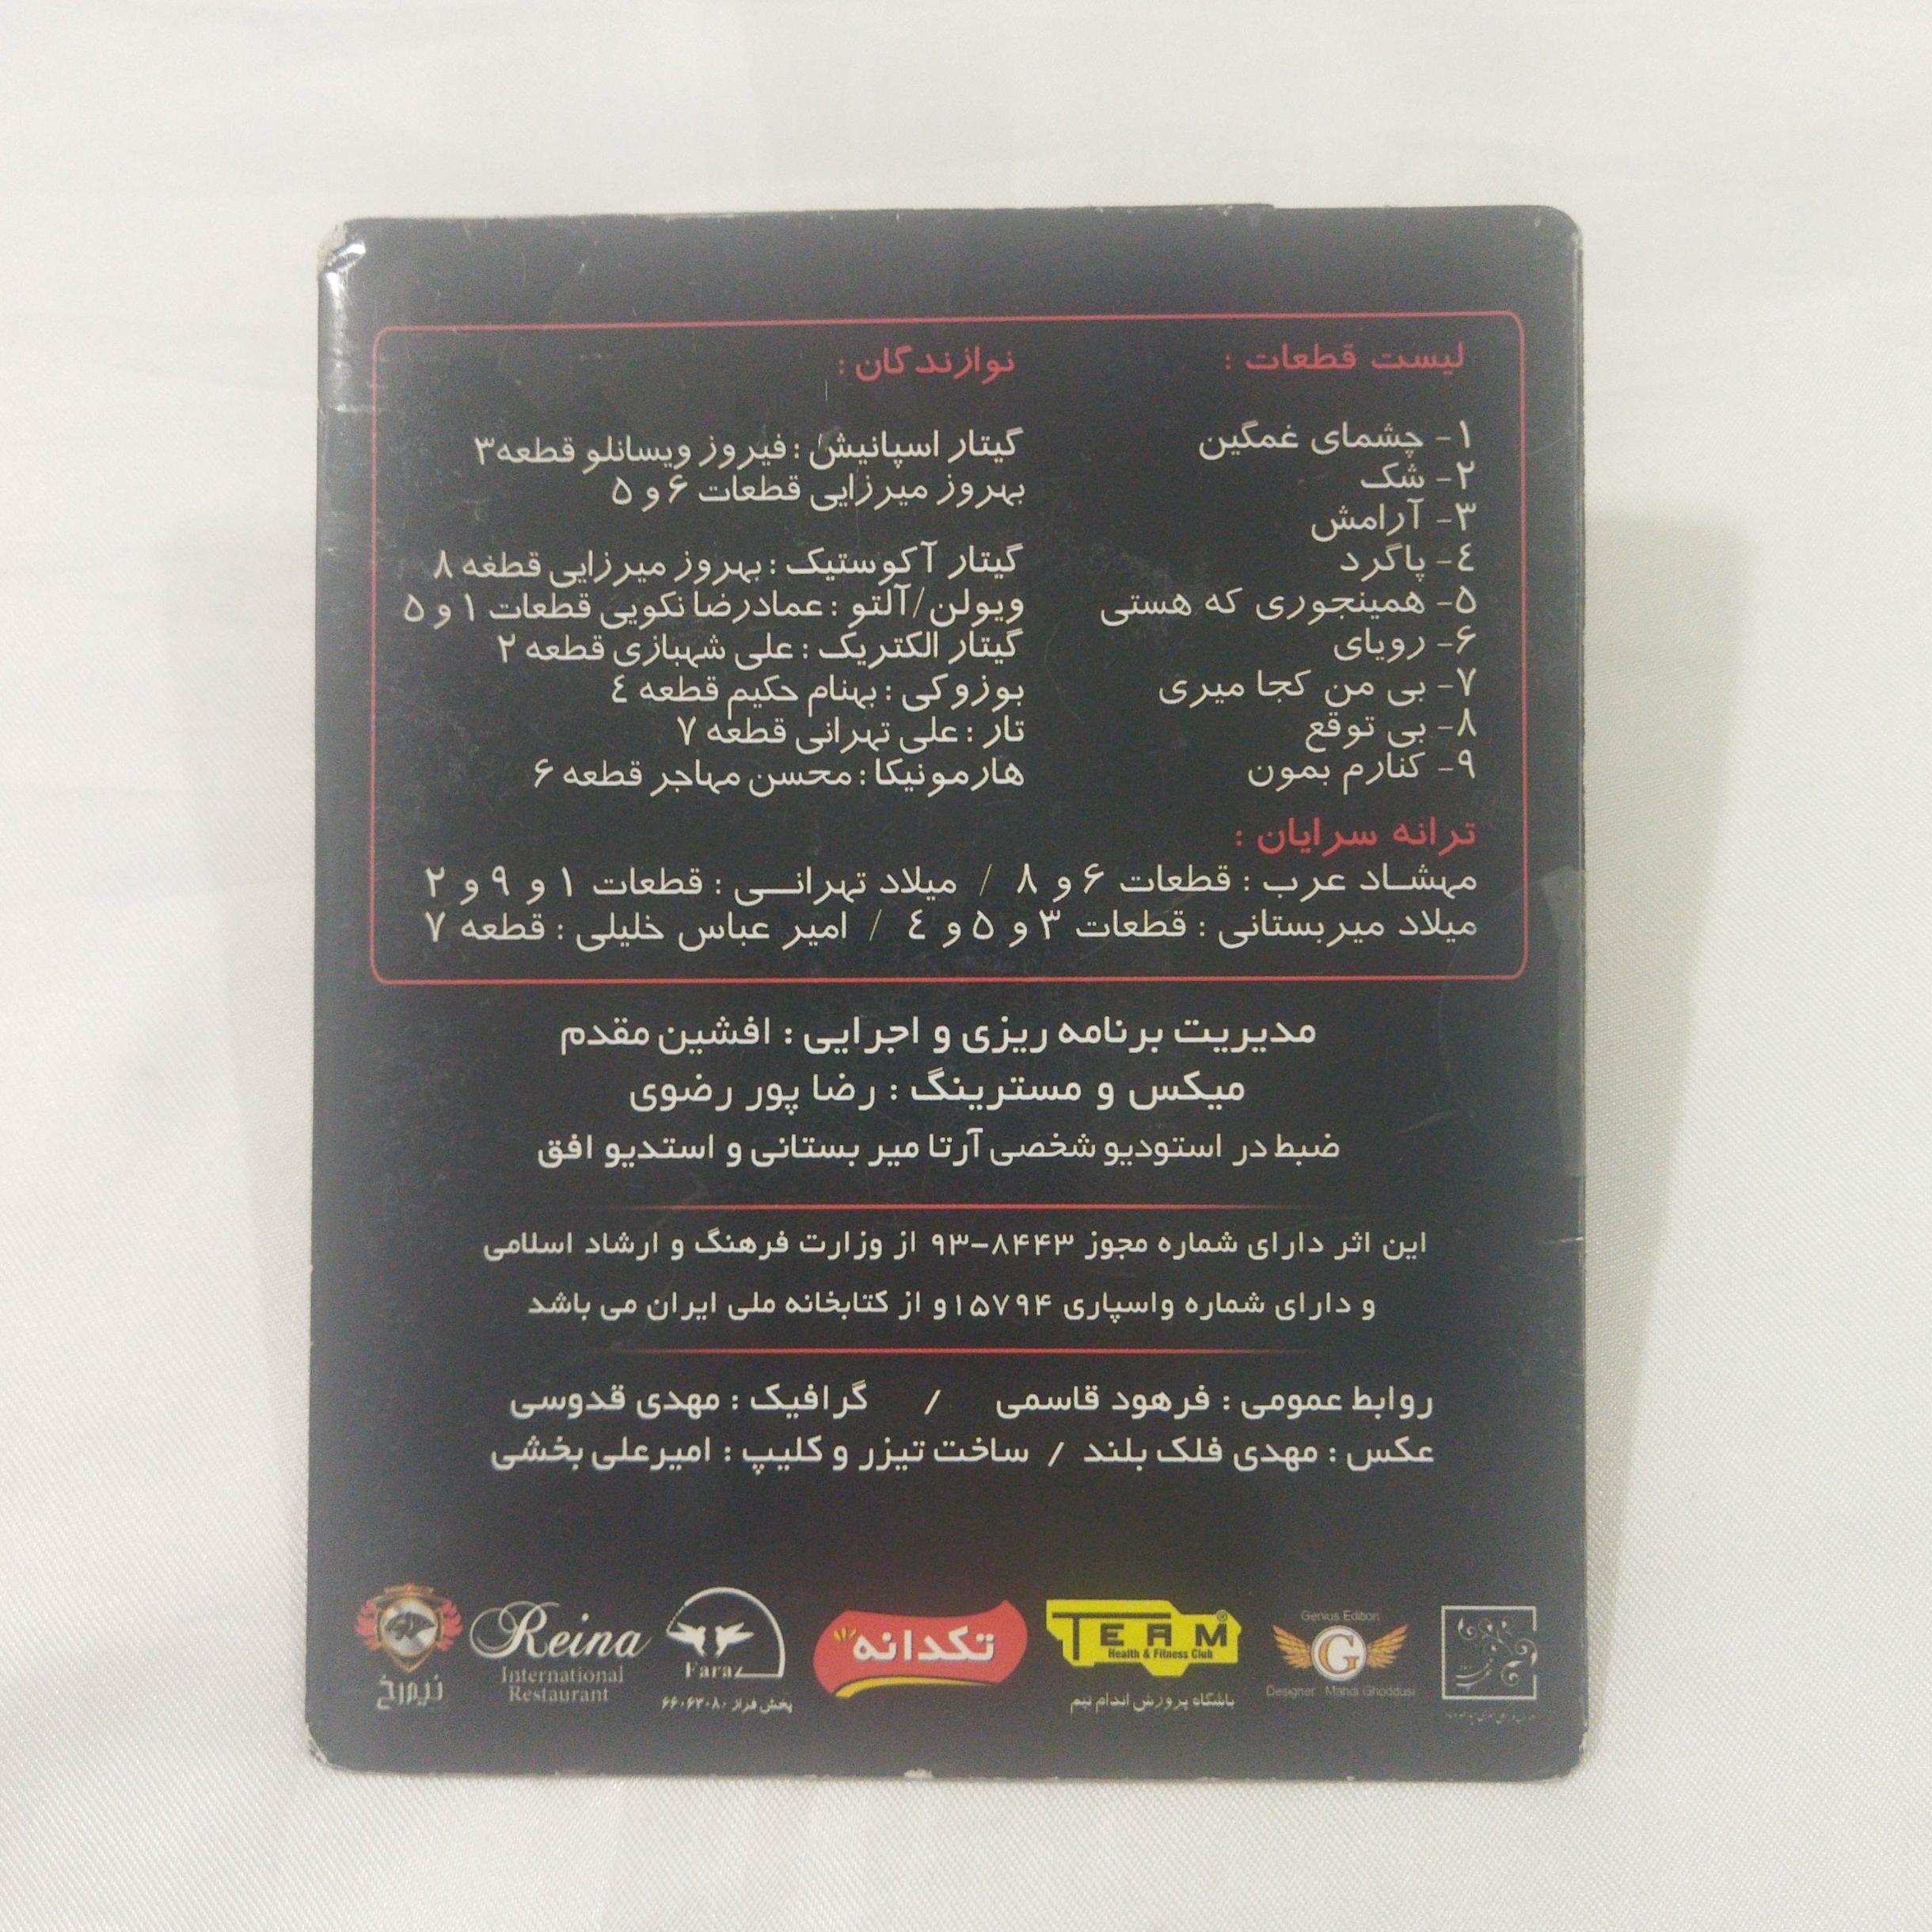 لیست قطعات :
۱- چشمای غمگین
۲- شک
۳- آرامش
٤- پاگرد
۵- همینجوری که هستی
۶- رویای
۷- بی من کجا میری
۸- بی توقع
۹- کنارم بمون
نوازندگان :
گیتار اسپانیش : فیروز ویسانلو قطعه۳
بهروز میرزایی قطعات ۶ و ۵
گیتار آکوستیک : بهروز میرزایی قطغه ۸
ویولن/آلتو : عمادرضا نکویی قطعات ۱ و ۵
گیتار الکتریک : علی شهبازی قطعه ۲
بوزوکی : بهنام حکیم قطعه ٤
تار : علی تهرانی قطعه ۷
هارمونیکا : محسن مهاجر قطعه ۶
ترانه سرایان :
مهشاد عرب : قطعات ۶ و ۸ / میلاد تهرانی : قطعات ۱ و ۹ و ۲
میلاد میربستانی : قطعات ۳ و ۵ و ٤ / امیر عباس خلیلی : قطعه ۷
مدیریت برنامه ریزی و اجرایی : افشین مقدم
میکس و مسترینگ : رضا پور رضوی
ضبط در استودیو شخصی آرتا میر بستانی و استدیو افق
این اثر دارای شماره مجوز ۸۴۴۳-۹۳ از وزارت فرهنگ و ارشاد اسلامی
و دارای شماره واسپاری ۱۵۷۹۴و از کتابخانه ملی ایران می باشد
روابط عمومی : فرهود قاسمی / گرافیک : مهدی قدوسی
عکس : مهدی فلک بلند / ساخت تیزر و کلیپ : امیرعلی بخشی
Genius Edition
G
Designer Mahdi Ghoddusi
TEAM®
Health & Fitness Club
باشگاه پرورش اندام تیم
تکدانه
Faraz
پخش فراز ۶۶۰۶۳۰۸۰
Reina
International
Restaurant
نیمرخ